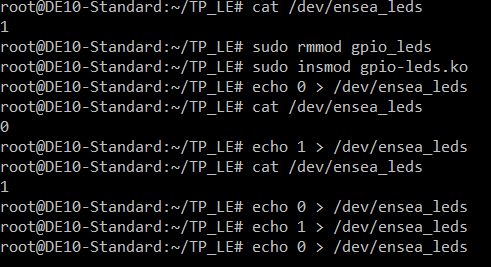 root@DE10-Standard:~/TP_LE# cat /dev/ensea_leds
1
root@DE10-Standard:~/TP_LE# sudo rmmod gpio_leds
root@DE10-Standard:~/TP_LE# sudo insmod gpio-leds.ko
root@DE10-Standard:~/TP_LE# echo 0 > /dev/ensea_leds
root@DE10-Standard:~/TP_LE# cat /dev/ensea_leds
0
root@DE10-Standard:~/TP_LE# echo 1 > /dev/ensea_leds
root@DE10-Standard:~/TP_LE# cat /dev/ensea_leds
1
root@DE10-Standard:~/TP_LE# echo 0 > /dev/ensea_leds
root@DE10-Standard:~/TP_LE# echo 1 > /dev/ensea_leds
root@DE10-Standard:~/TP_LE# echo 0 > /dev/ensea_leds